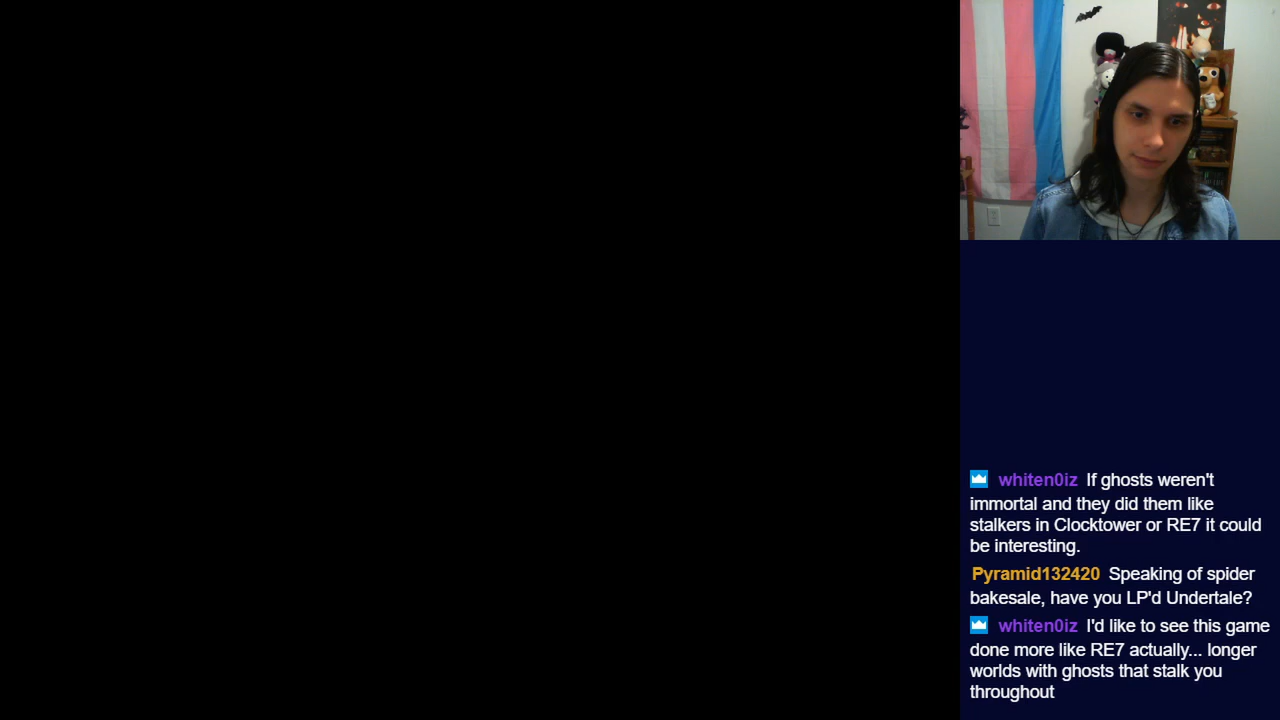 whiten0iz If ghosts weren't
immortal and they did them like
stalkers in Clocktower or RE7 it could
be interesting.
Pyramid132420 Speaking of spider
bakesale, have you LP'd Undertale?
whiten0iz I'd like to see this game
done more like RE7 actually... longer
worlds with ghosts that stalk you
throughout